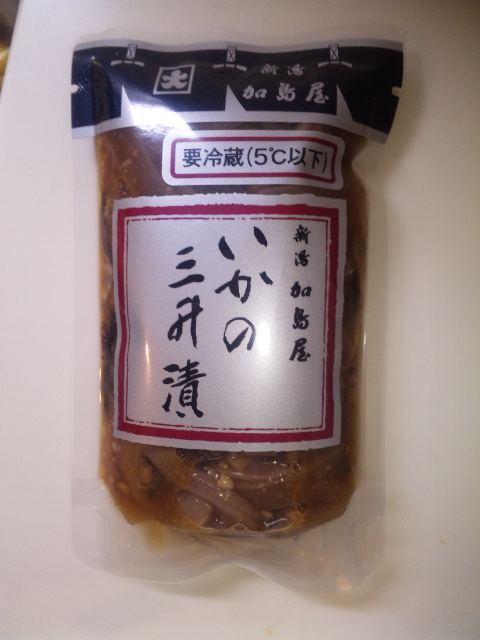 新潟
加島屋
要冷蔵(5℃以下)
新潟 加島屋
いかの
三升漬